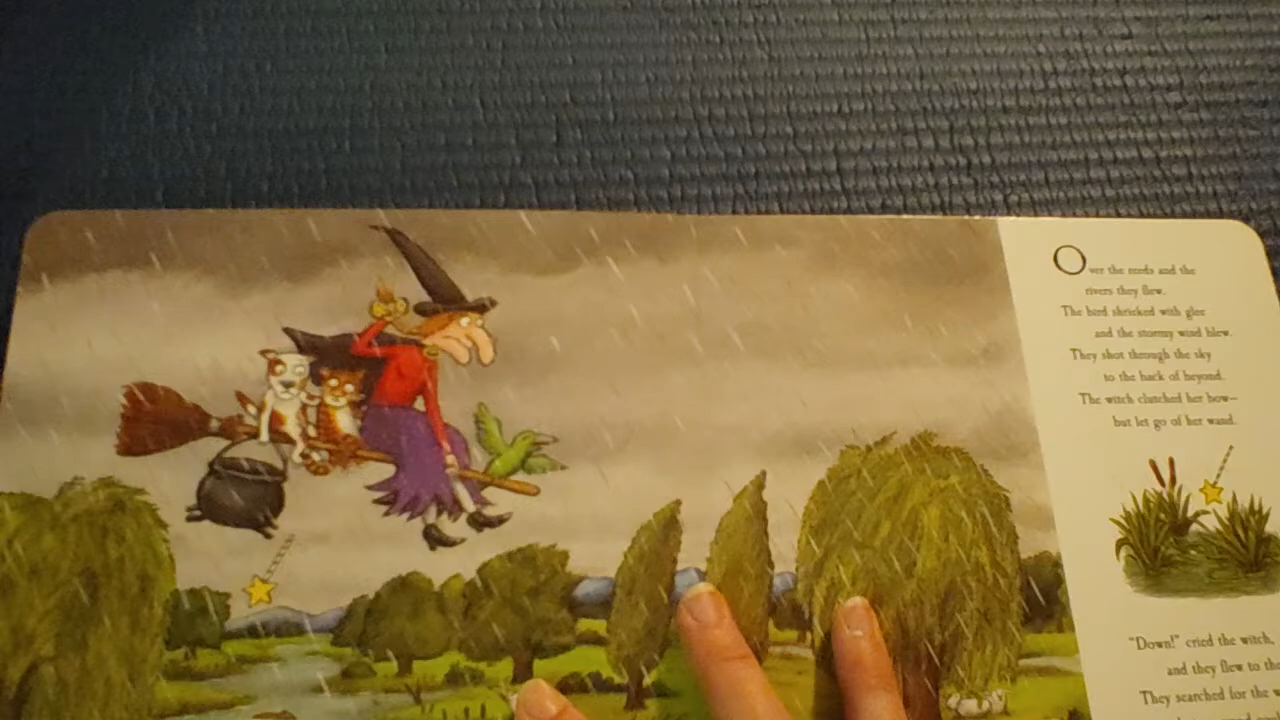 Over the reeds and the
rivers they flew.
The bird shrieked with glee
and the stormy wind blew.
They shot through the sky
to the back of beyond.
The witch clutched her bow—
but let go of her wand.
"Down!" cried the witch,
and they flew to the
They searched for the